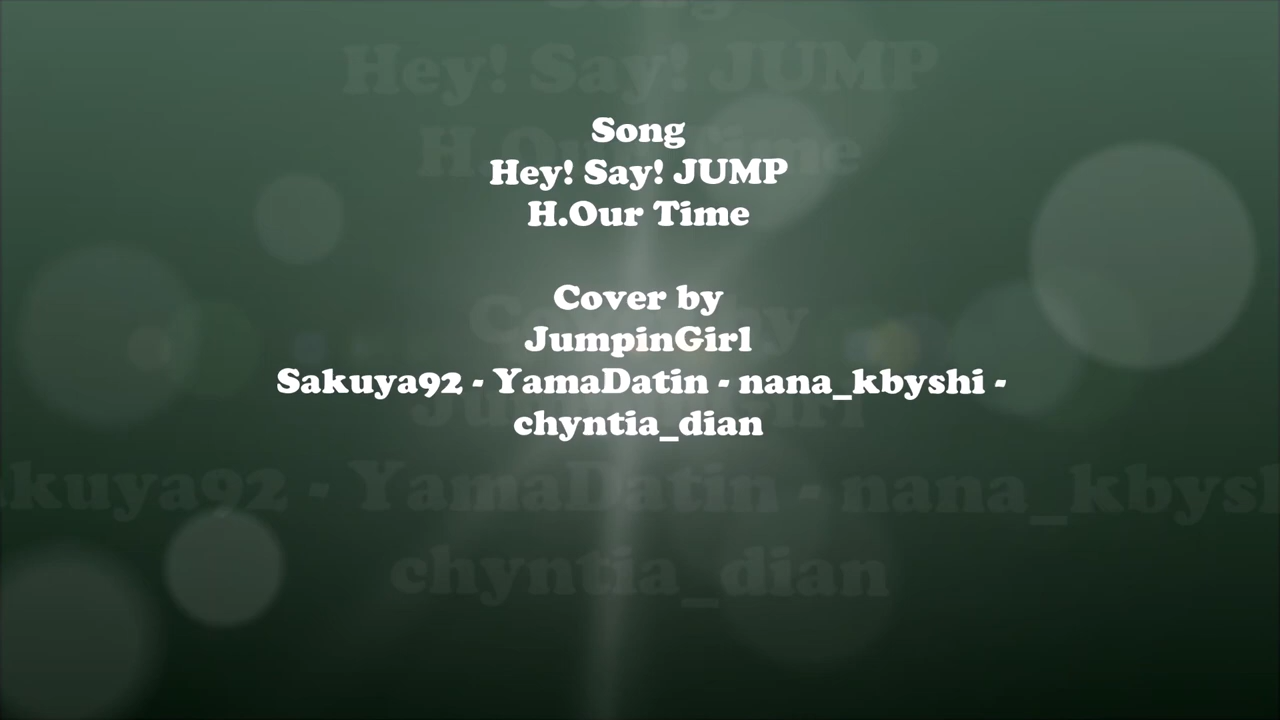 Song
Hey! Say! JUMP
H.Our Time
Cover by
JumpinGirl
Sakuya92 - YamaDatin - nana_kbyshi -
chyntia_dian